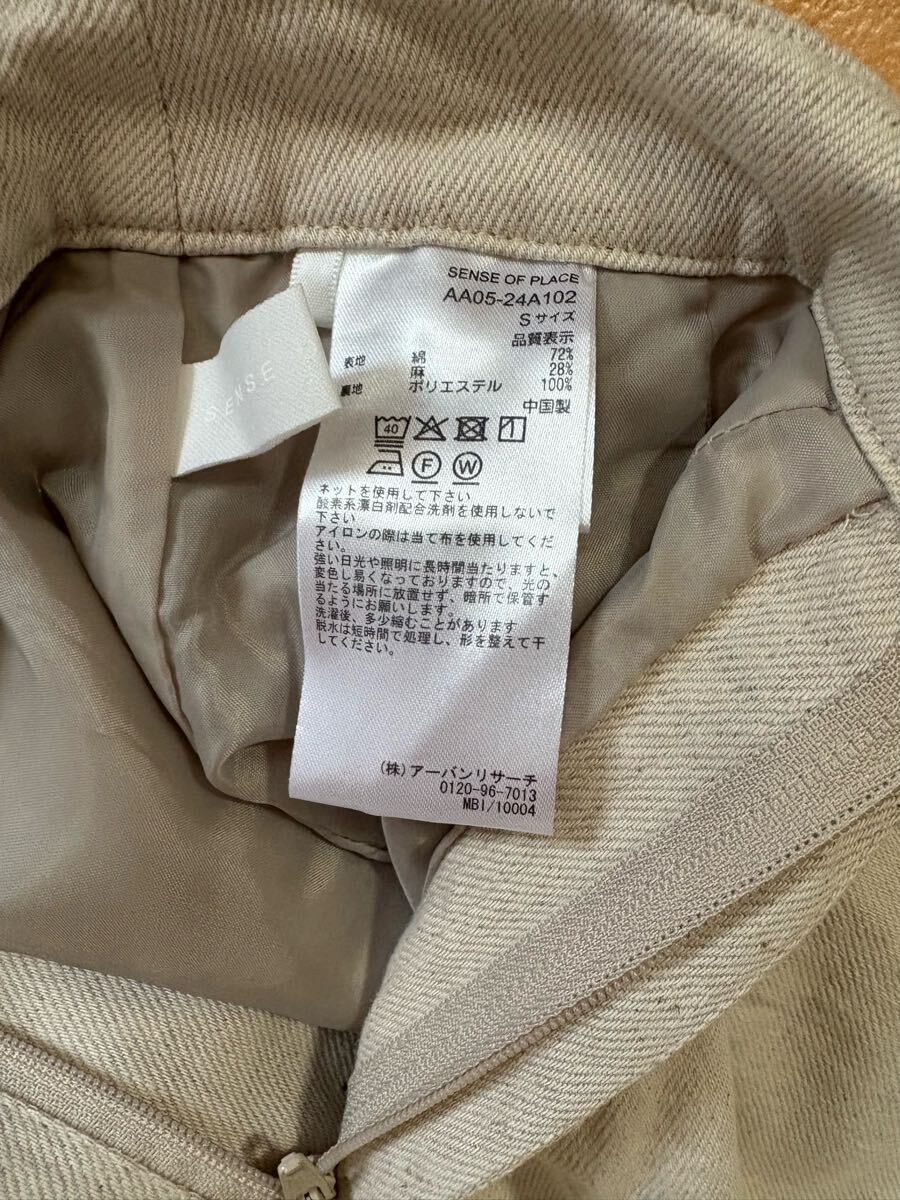 SENSE OF PLACE
AA05-24A102
Sサイズ
品質表示
表地 綿 72%
麻 28%
裏地 ポリエステル 100%
中国製
40
F W
ネットを使用して下さい
酸素系漂白剤配合洗剤を使用しないで
下さい
アイロンの際は当て布を使用してくだ
さい。
強い日光や照明に長時間当たりますと、
変色し易くなっておりますので、光の
当たる場所に放置せず、暗所で保管す
るようにお願いします。
洗濯後、多少縮むことがあります
脱水は短時間で処理し、形を整えて干
してください。
(株)アーバンリサーチ
0120-96-7013
MBI/10004
SENSE